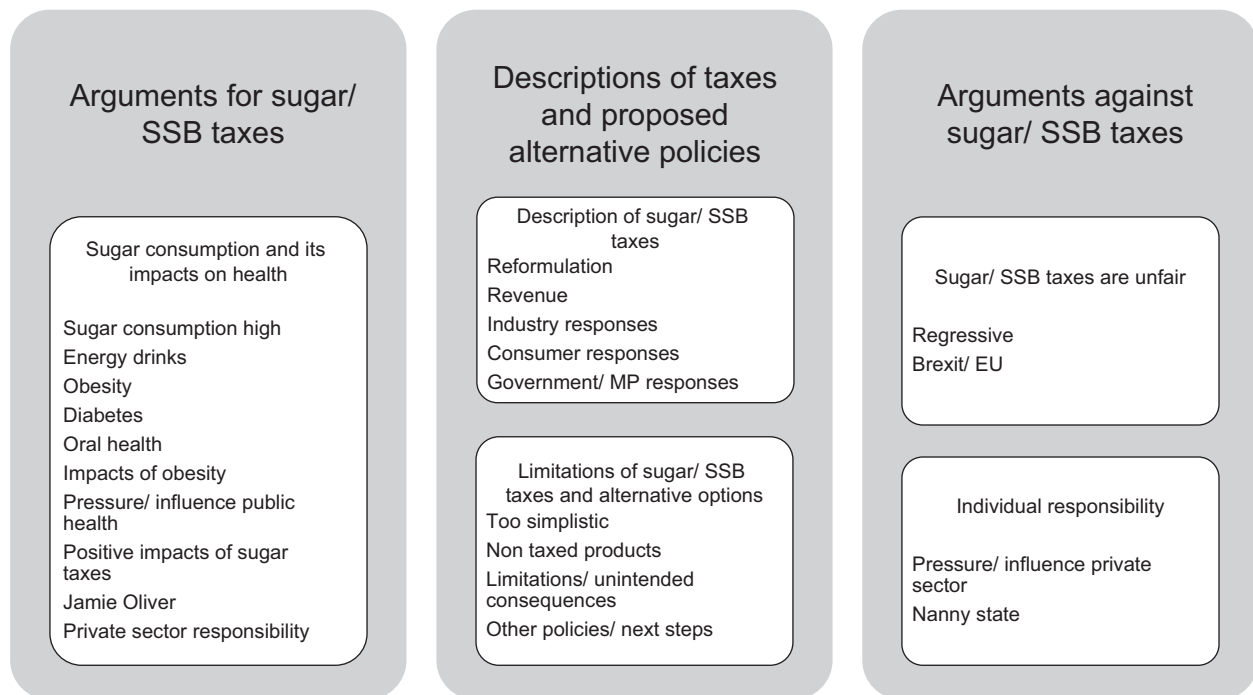 Arguments for sugar/
SSB taxes
Sugar consumption and its
impacts on health
Sugar consumption high
Energy drinks
Obesity
Diabetes
Oral health
Impacts of obesity
Pressure/ influence public
health
Positive impacts of sugar
taxes
Jamie Oliver
Private sector responsibility
Descriptions of taxes
and proposed
alternative policies
Description of sugar/ SSB
taxes
Reformulation
Revenue
Industry responses
Consumer responses
Government/ MP responses
Limitations of sugar/ SSB
taxes and alternative options
Too simplistic
Non taxed products
Limitations/ unintended
consequences
Other policies/ next steps
Arguments against
sugar/ SSB taxes
Sugar/ SSB taxes are unfair
Regressive
Brexit/ EU
Individual responsibility
Pressure/ influence private
sector
Nanny state